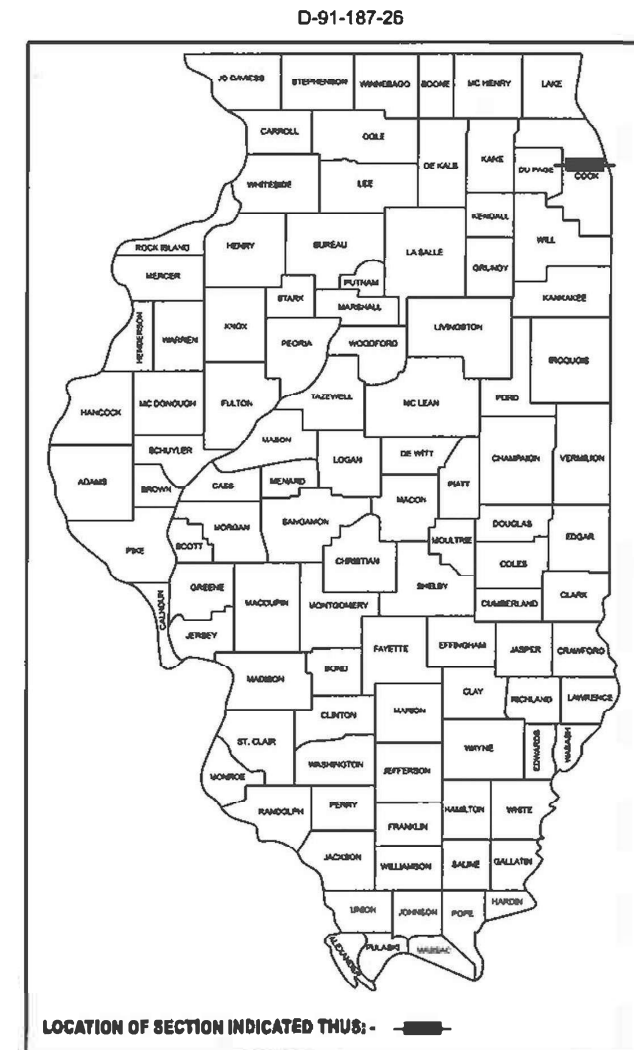 D-91-187-26
JO DAVIESS STEPHENSON WINNEBAGO BOONE MC HENRY LAKE
CARROLL OGLE DE KALB KANE DU PAGE COOK
WHITESIDE LEE
KENDALL WILL
ROCK ISLAND HENRY BUREAU LA SALLE GRUNDY
MERCER PUTNAM
STARK MARSHALL KANKAKEE
HENDERSON WARREN KNOX PEORIA WOODFORD LIVINGSTON IROQUOIS
HANCOCK MC DONOUGH FULTON TAZEWELL MC LEAN FORD
MASON
SCHUYLER LOGAN DE WITT CHAMPAIGN VERMILION
ADAMS BROWN CASS MENARD PIATT
MACON
MORGAN SANGAMON DOUGLAS
PIKE SCOTT CHRISTIAN MOULTRIE EDGAR
COLES
GREENE SHELBY
CALHOUN MACOUPIN MONTGOMERY CUMBERLAND CLARK
JERSEY FAYETTE EFFINGHAM JASPER CRAWFORD
MADISON BOND
CLAY RICHLAND LAWRENCE
CLINTON MARION
ST. CLAIR WAYNE EDWARDS WABASH
MONROE WASHINGTON JEFFERSON
RANDOLPH PERRY HAMILTON WHITE
FRANKLIN
JACKSON WILLIAMSON SALINE GALLATIN
UNION JOHNSON POPE HARDIN
ALEXANDER PULASKI MASSAC
LOCATION OF SECTION INDICATED THUS: -